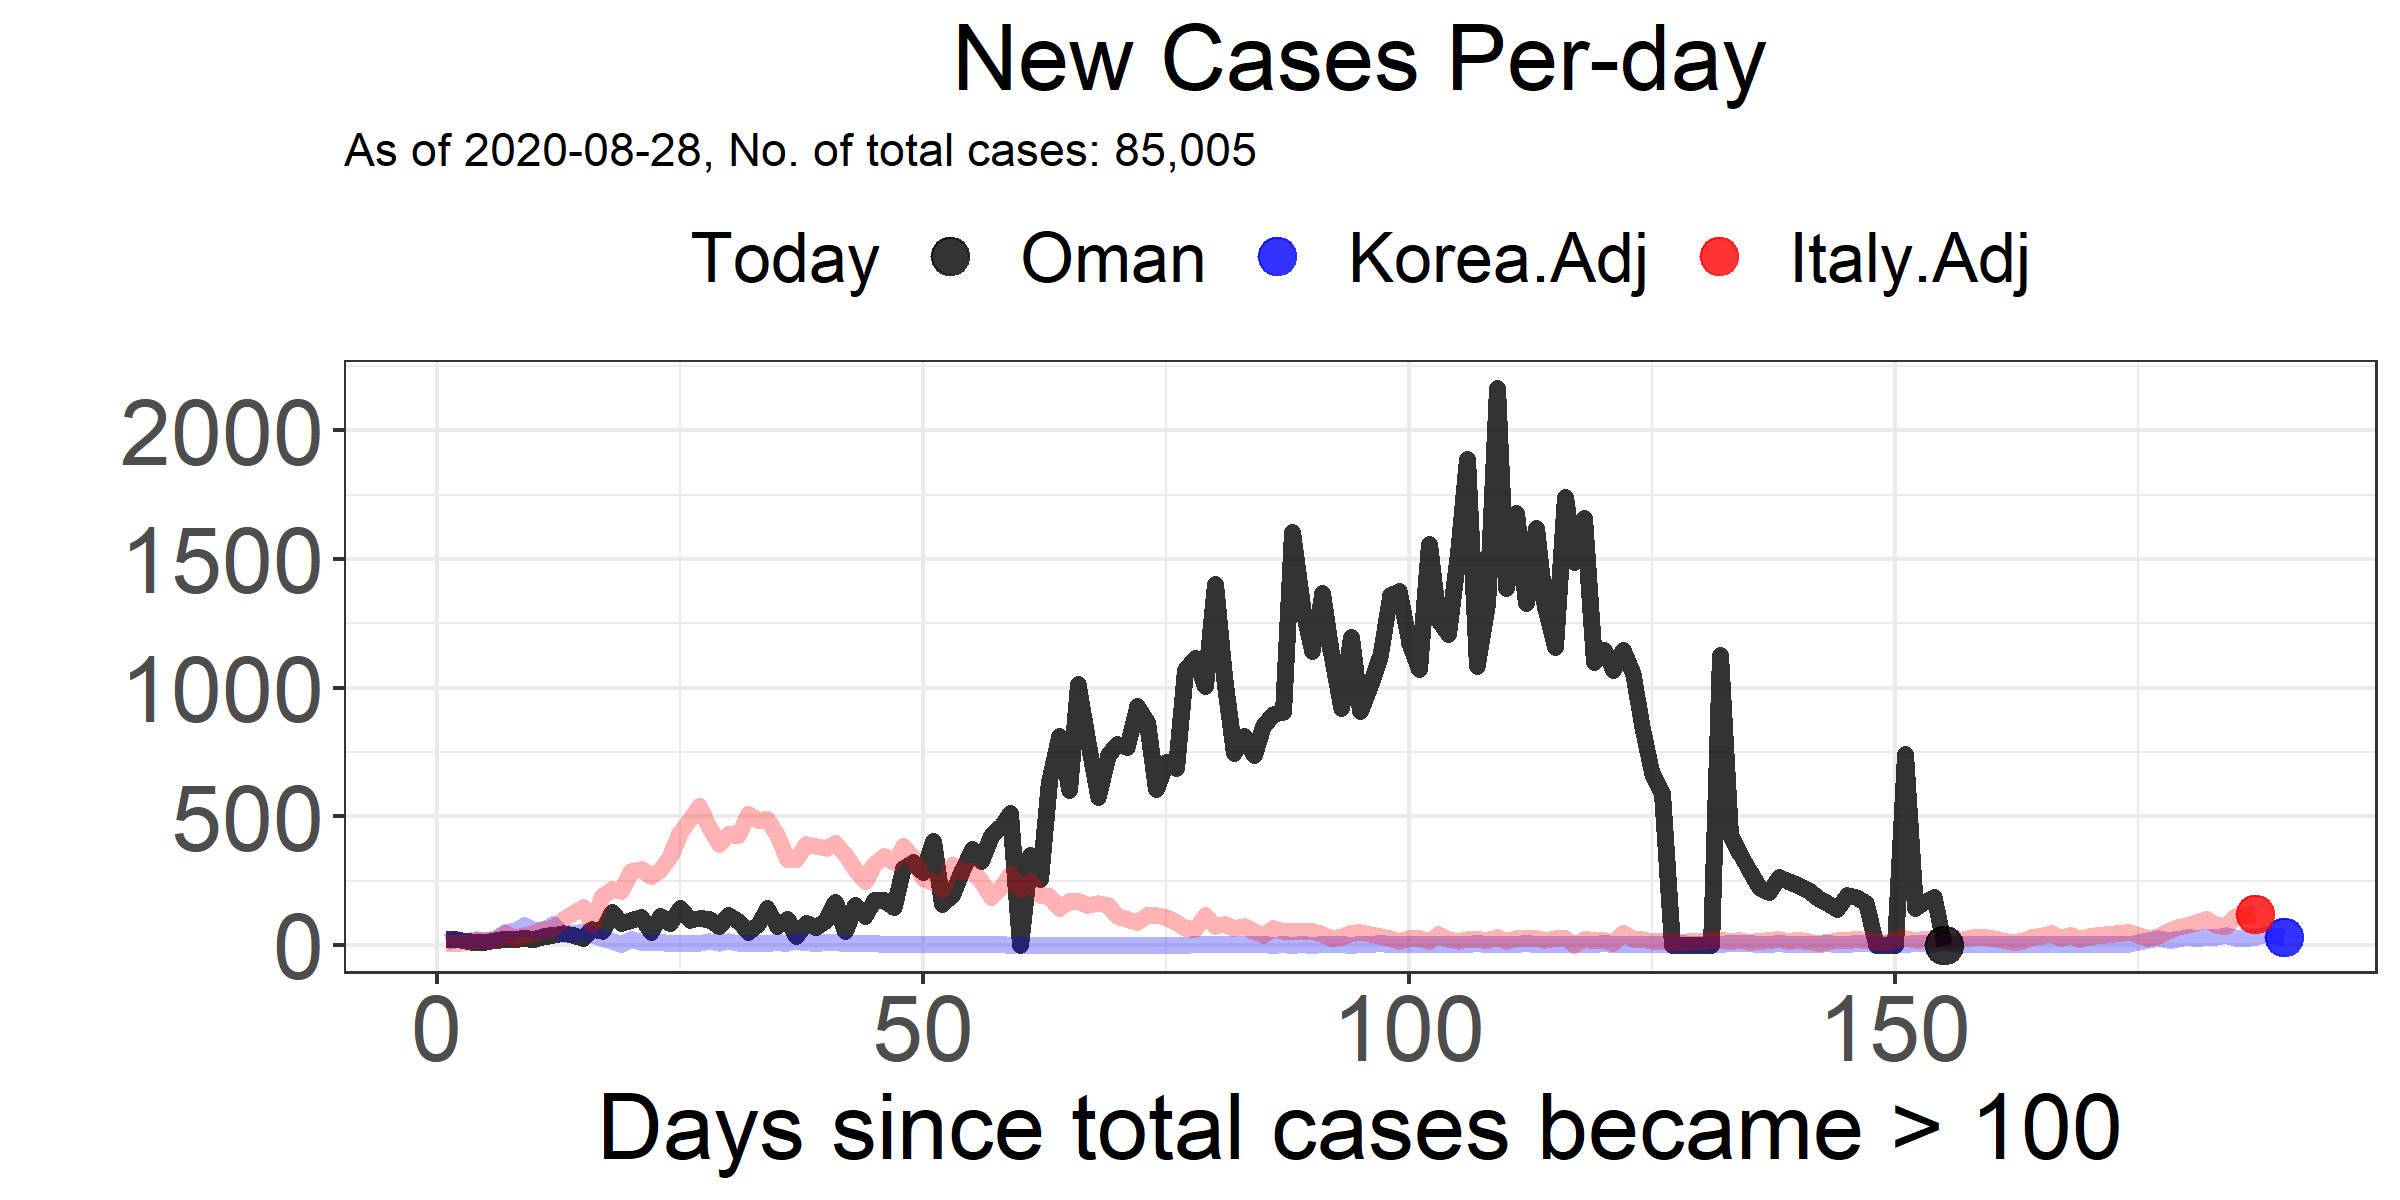 New Cases Per-day
As of 2020-08-28, No. of total cases: 85,005
Today Oman Korea.Adj Italy.Adj
2000
1500
1000
500
0
0 50 100 150
Days since total cases became > 100